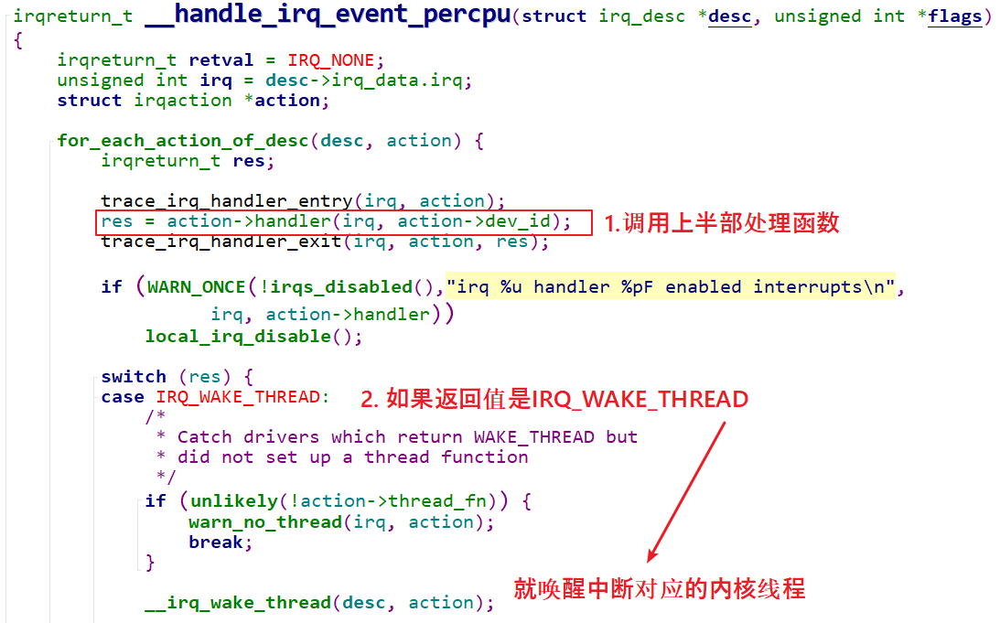 irqreturn_t __handle_irq_event_percpu(struct irq_desc *desc, unsigned int *flags)
{
irqreturn_t retval = IRQ_NONE;
unsigned int irq = desc->irq_data.irq;
struct irqaction *action;
for_each_action_of_desc(desc, action) {
irqreturn_t res;
trace_irq_handler_entry(irq, action);
res = action->handler(irq, action->dev_id); 1.调用上半部处理函数
trace_irq_handler_exit(irq, action, res);
if (WARN_ONCE(!irqs_disabled(),"irq %u handler %pF enabled interrupts\n",
irq, action->handler))
local_irq_disable();
switch (res) {
case IRQ_WAKE_THREAD: 2. 如果返回值是IRQ_WAKE_THREAD
/*
* Catch drivers which return WAKE_THREAD but
* did not set up a thread function
*/
if (unlikely(!action->thread_fn)) {
warn_no_thread(irq, action);
break;
}
就唤醒中断对应的内核线程
__irq_wake_thread(desc, action);